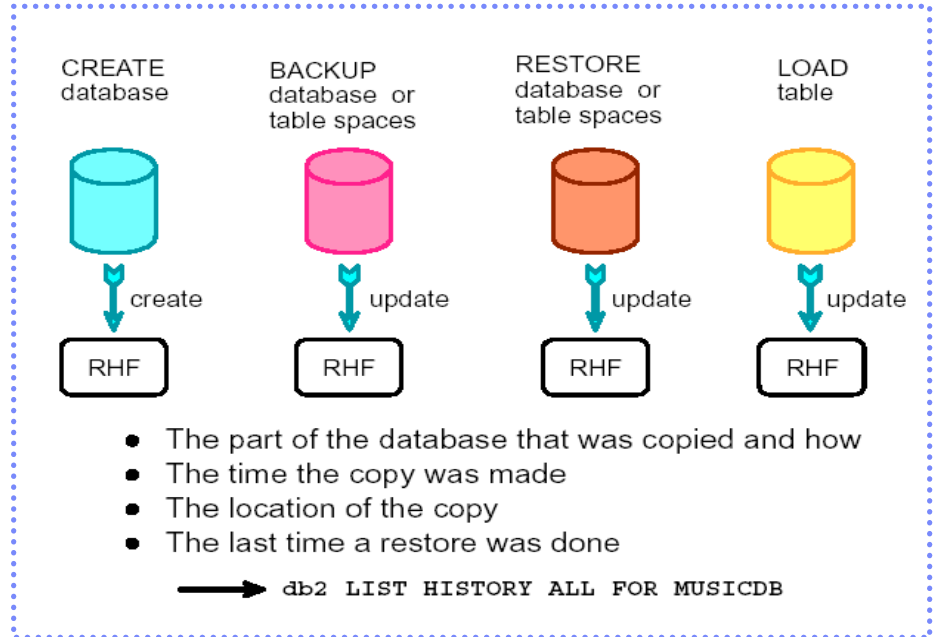 CREATE
database
BACKUP
database or
table spaces
RESTORE
database or
table spaces
LOAD
table
create
update
update
update
RHF
RHF
RHF
RHF
● The part of the database that was copied and how
● The time the copy was made
● The location of the copy
● The last time a restore was done
db2 LIST HISTORY ALL FOR MUSICDB